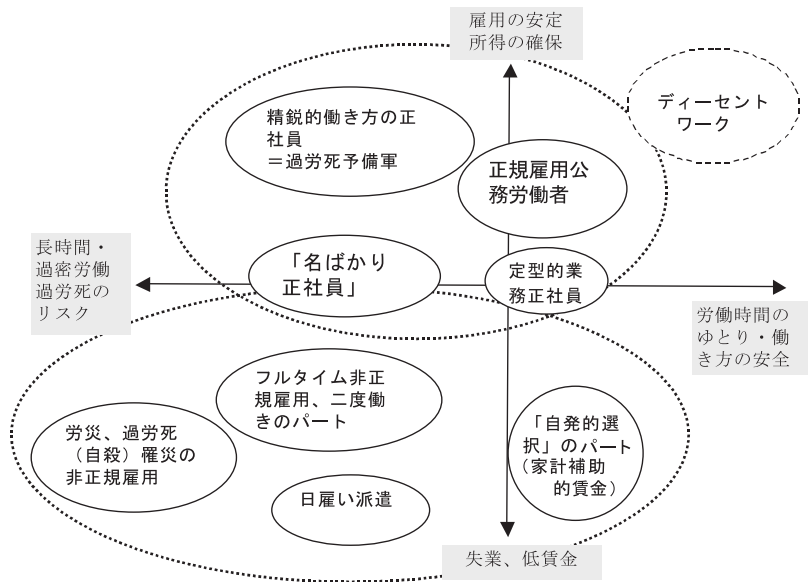 雇用の安定
所得の確保
ディーセント
ワーク
精鋭的働き方の正
社員
＝過労死予備軍
正規雇用公
務労働者
長時間・
過密労働
過労死の
リスク
「名ばかり
正社員」
定型的業
務正社員
労働時間の
ゆとり・働
き方の安全
フルタイム非正
規雇用、二度働
きのパート
労災、過労死
（自殺）罹災の
非正規雇用
「自発的選
択」のパート
（家計補助
的賃金）
日雇い派遣
失業、低賃金